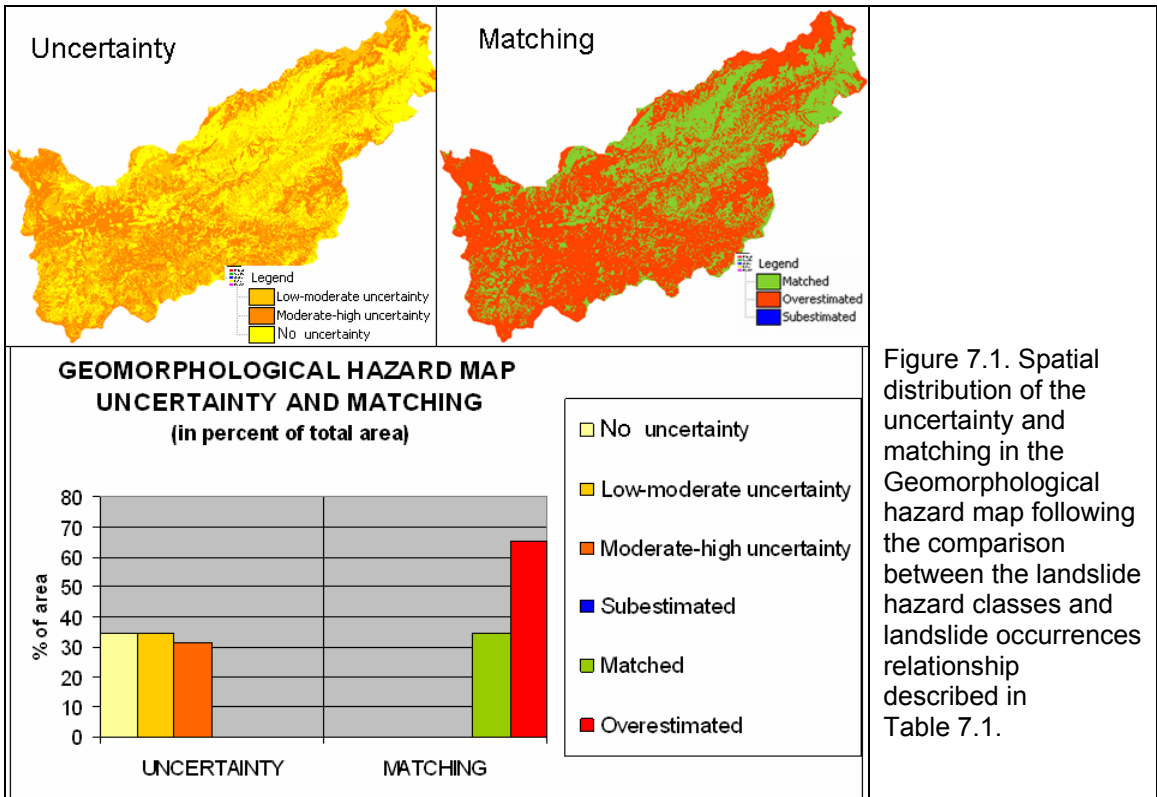 Uncertainty
Legend
Low-moderate uncertainty
Moderate-high uncertainty
No uncertainty
Matching
Legend
Matched
Overestimated
Subestimated
GEOMORPHOLOGICAL HAZARD MAP
UNCERTAINTY AND MATCHING
(in percent of total area)
% of area
80
70
60
50
40
30
20
10
0
UNCERTAINTY
MATCHING
No uncertainty
Low-moderate uncertainty
Moderate-high uncertainty
Subestimated
Matched
Overestimated
Figure 7.1. Spatial
distribution of the
uncertainty and
matching in the
Geomorphological
hazard map following
the comparison
between the landslide
hazard classes and
landslide occurrences
relationship
described in
Table 7.1.